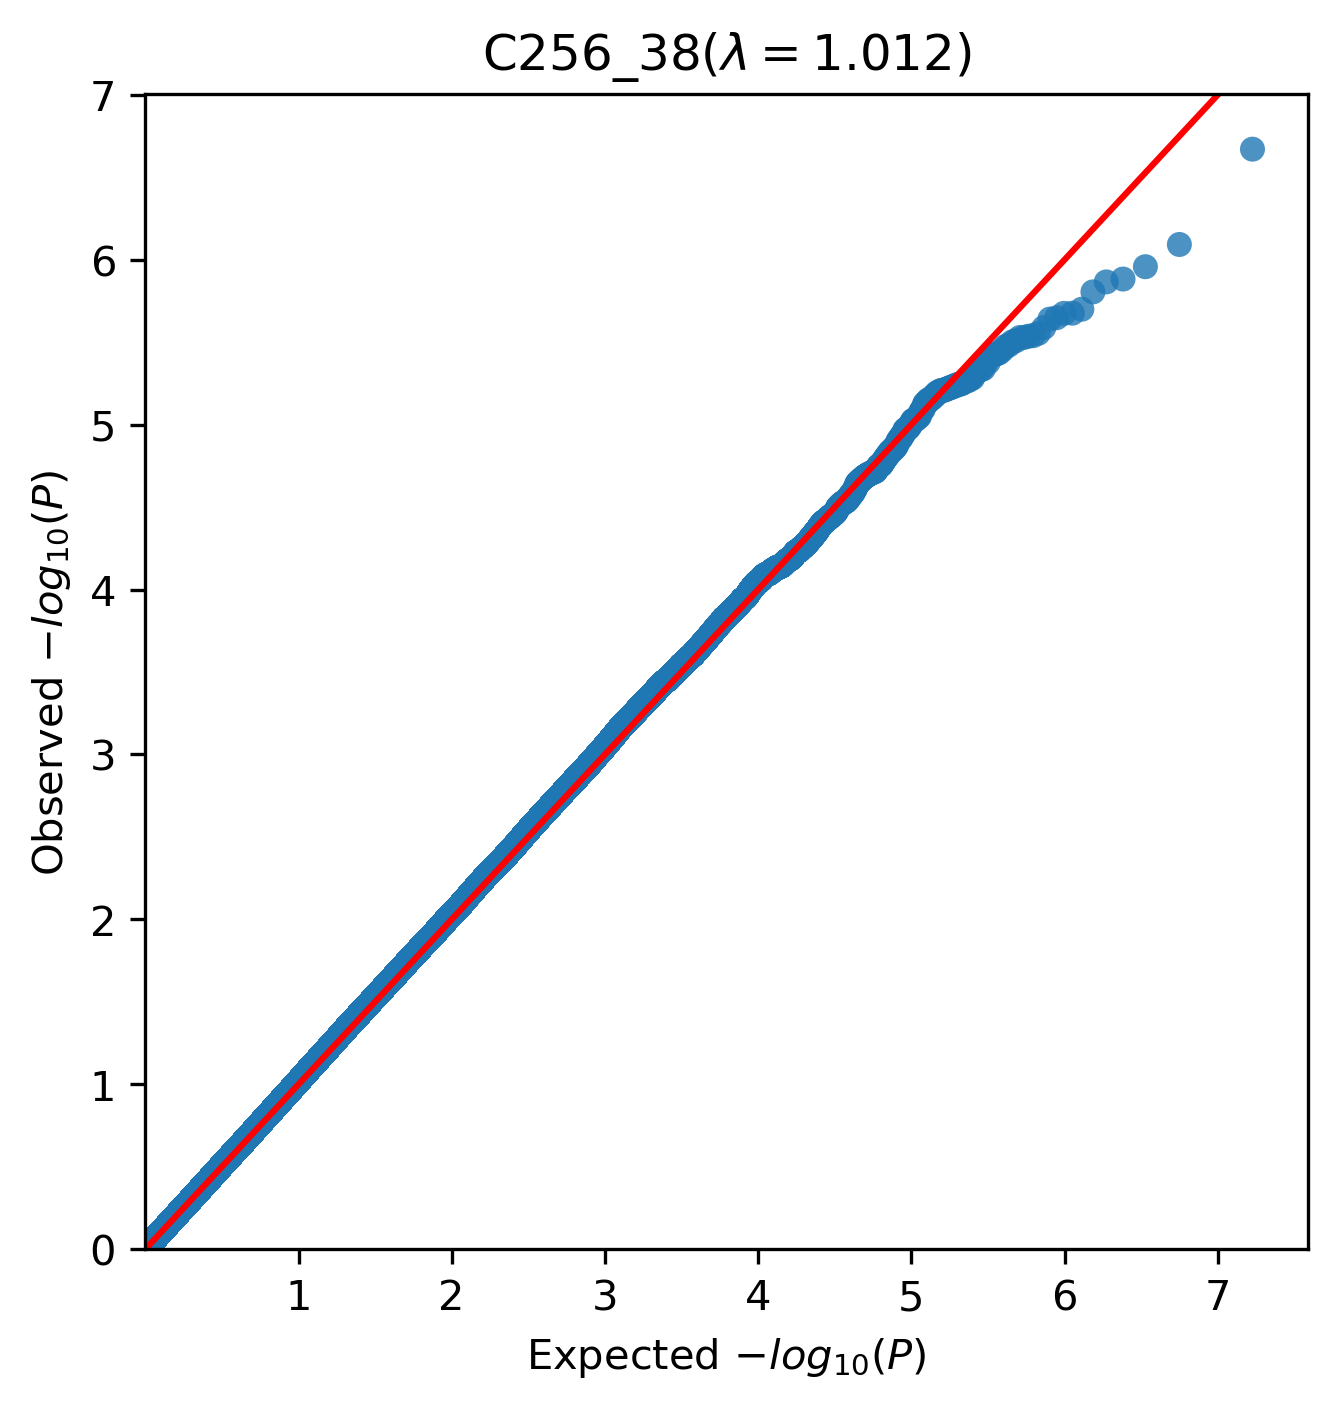 C256_38(λ = 1.012)
7
6
5
4
3
2
1
0
Observed −log₁₀(P)
1 2 3 4 5 6 7
Expected −log₁₀(P)